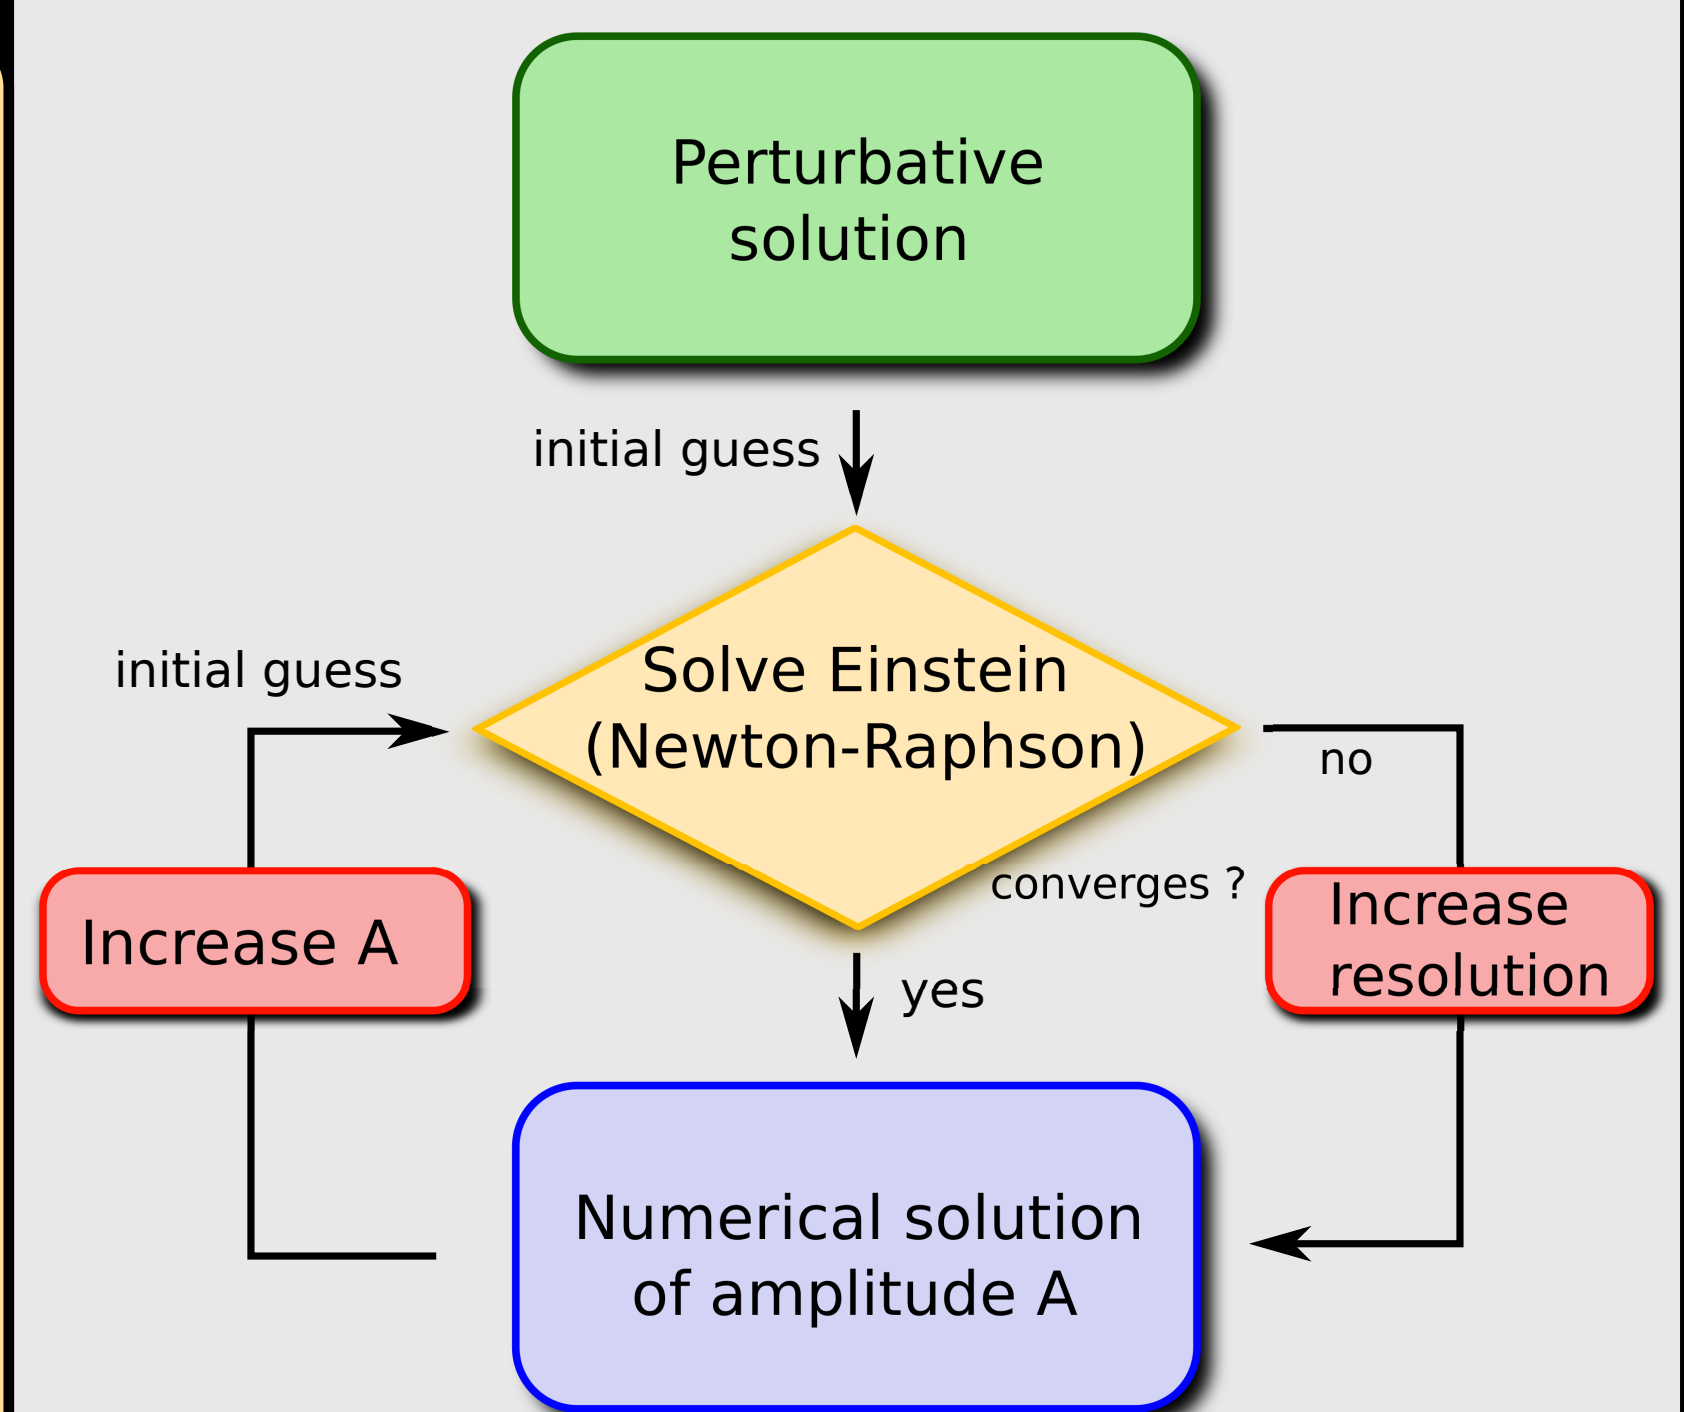 Perturbative
solution
initial guess
initial guess
Solve Einstein
(Newton-Raphson)
no
converges ?
Increase A
Increase
resolution
yes
Numerical solution
of amplitude A